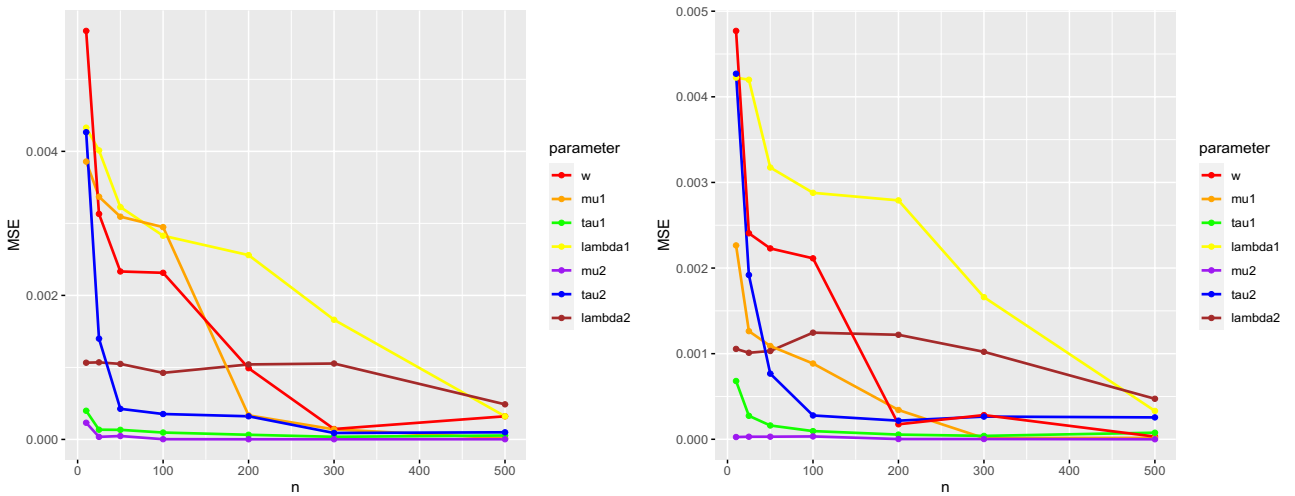 0.004
0.002
0.000
MSE
0
100
200
300
400
500
n
parameter
w
mu1
tau1
lambda1
mu2
tau2
lambda2
0.005
0.004
0.003
0.002
0.001
0.000
MSE
0
100
200
300
400
500
n
parameter
w
mu1
tau1
lambda1
mu2
tau2
lambda2